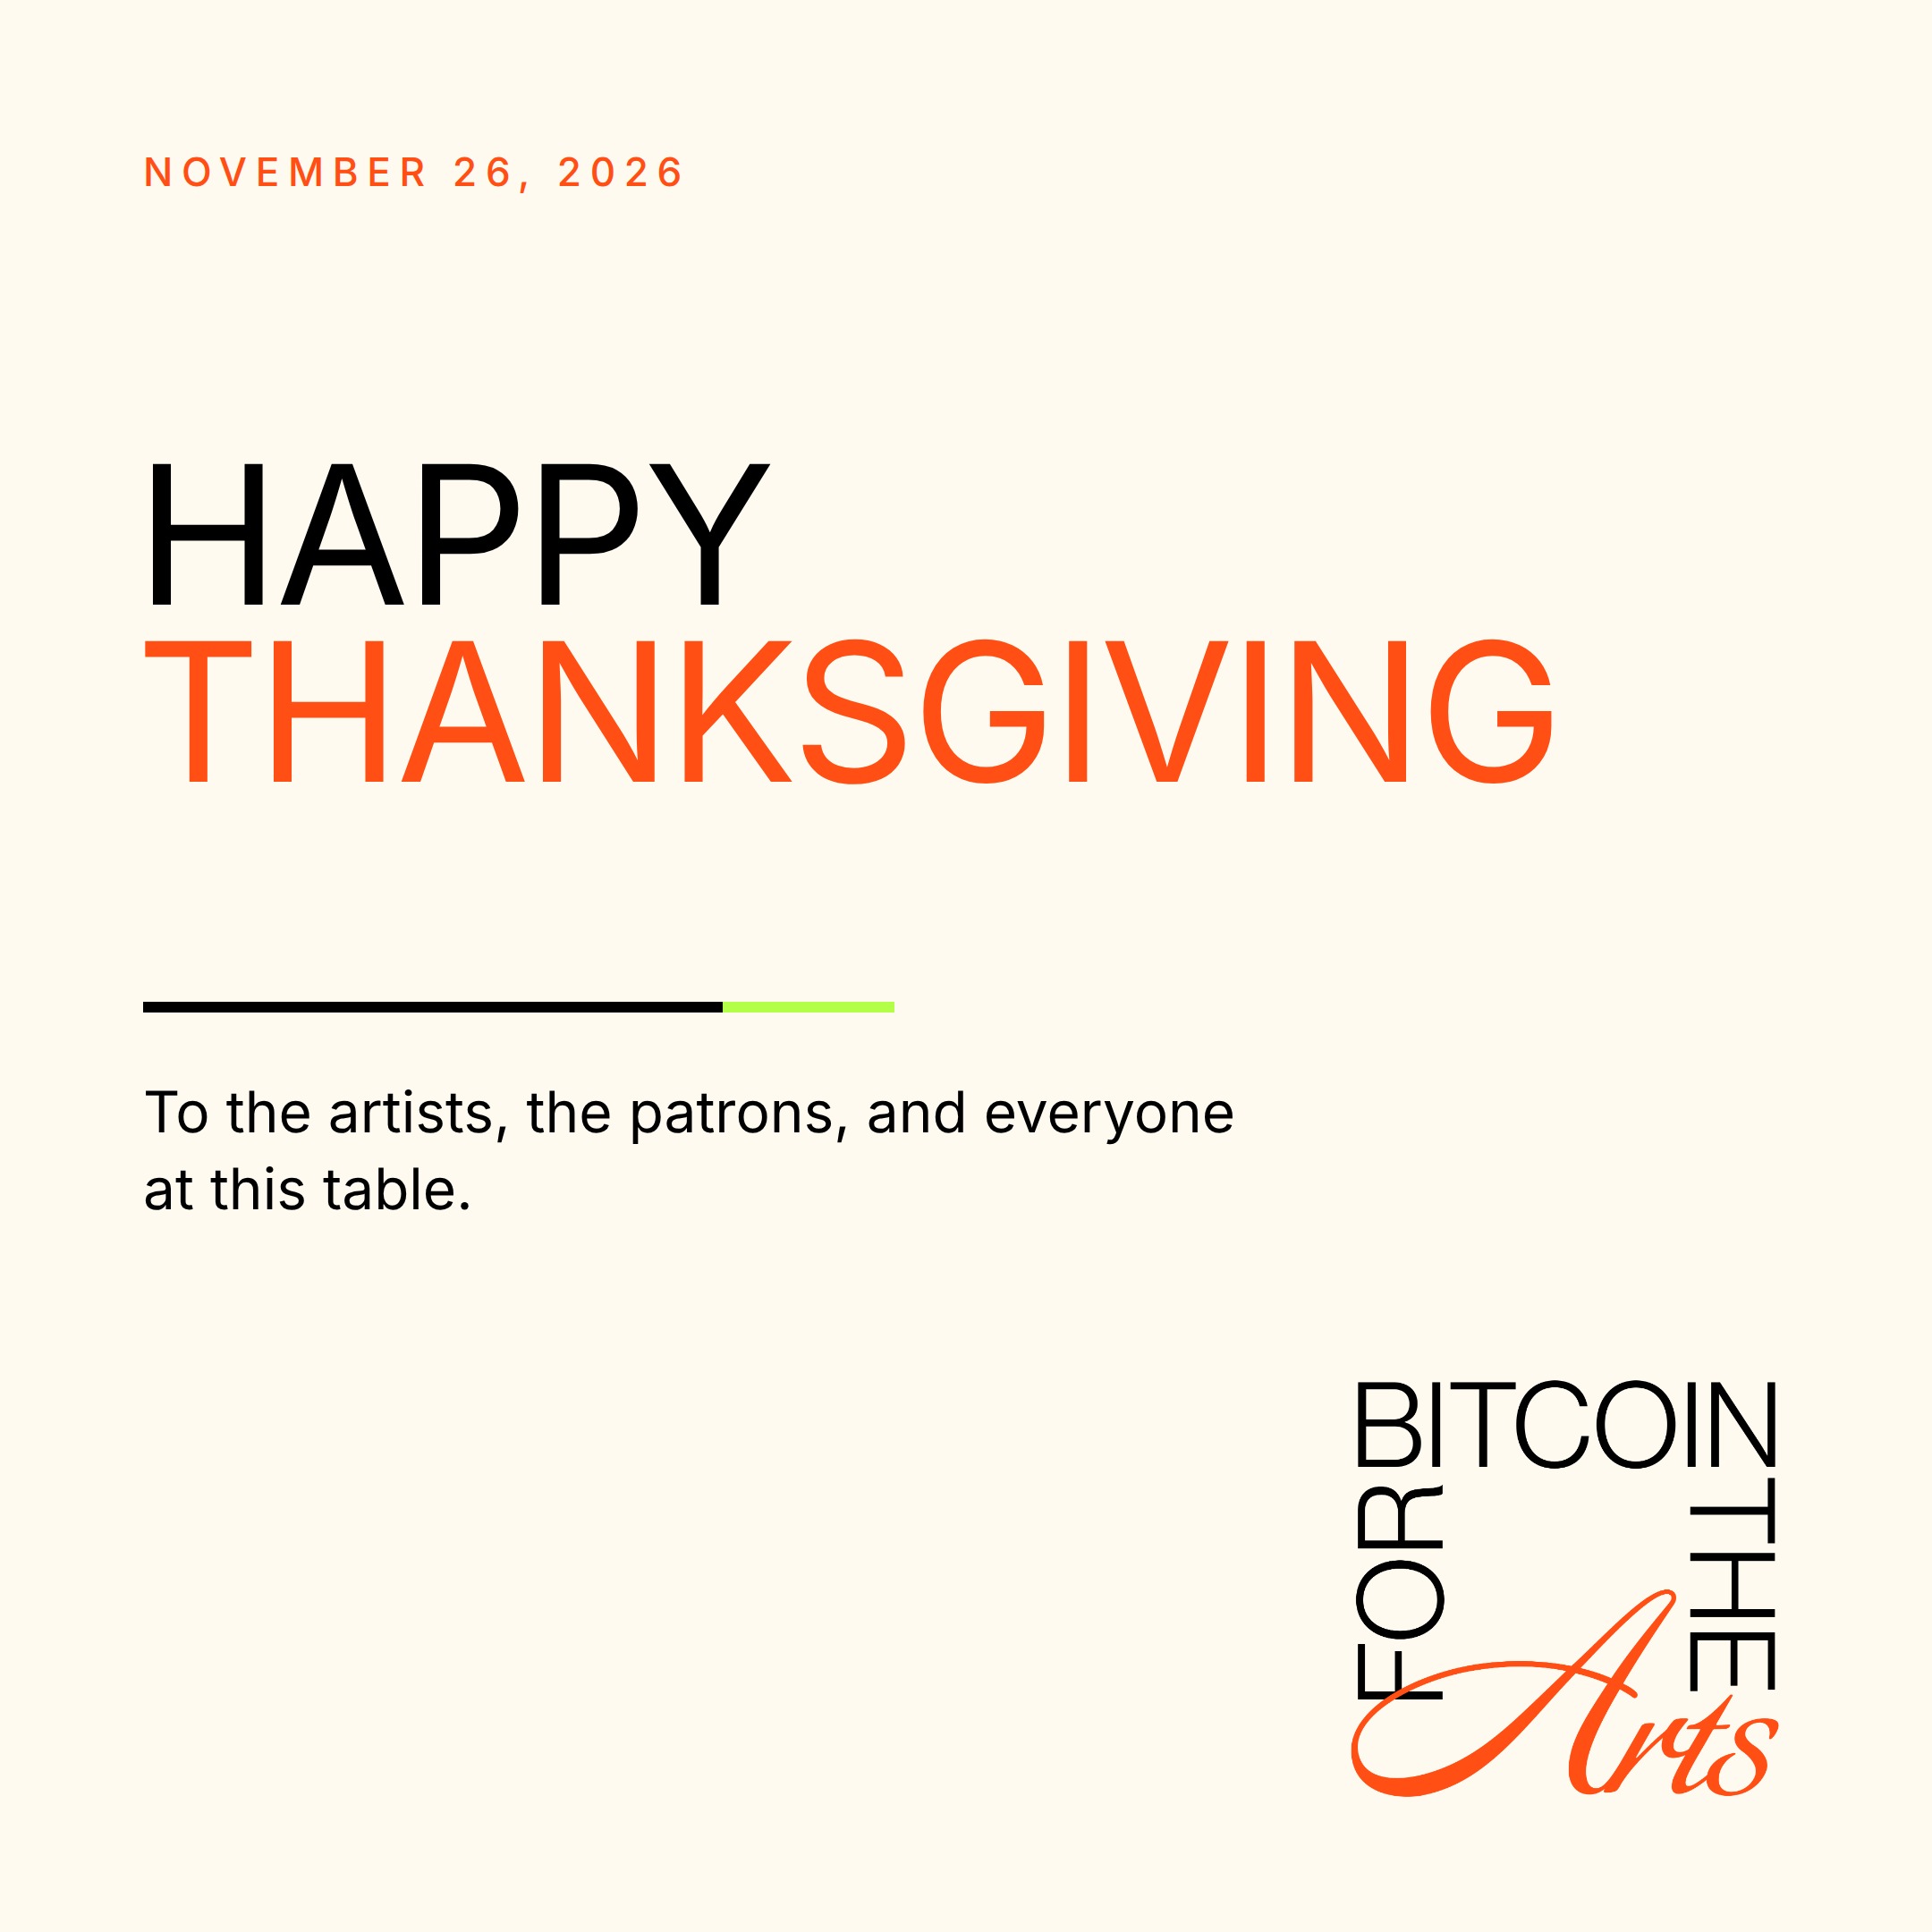 NOVEMBER 26, 2026
HAPPY
THANKSGIVING
To the artists, the patrons, and everyone
at this table.
BITCOIN
FOR
THE
Arts